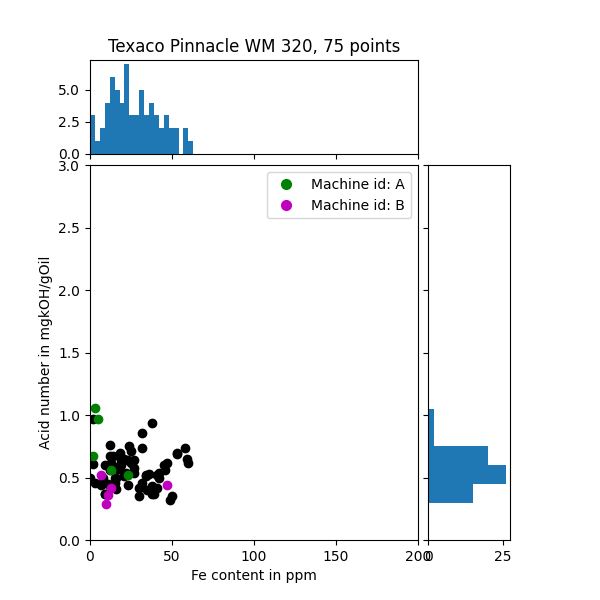 Texaco Pinnacle WM 320, 75 points
5.0
2.5
0.0
3.0
2.5
2.0
1.5
1.0
0.5
0.0
Acid number in mgkOH/gOil
Machine id: A
Machine id: B
0 50 100 150 200
0 25
Fe content in ppm